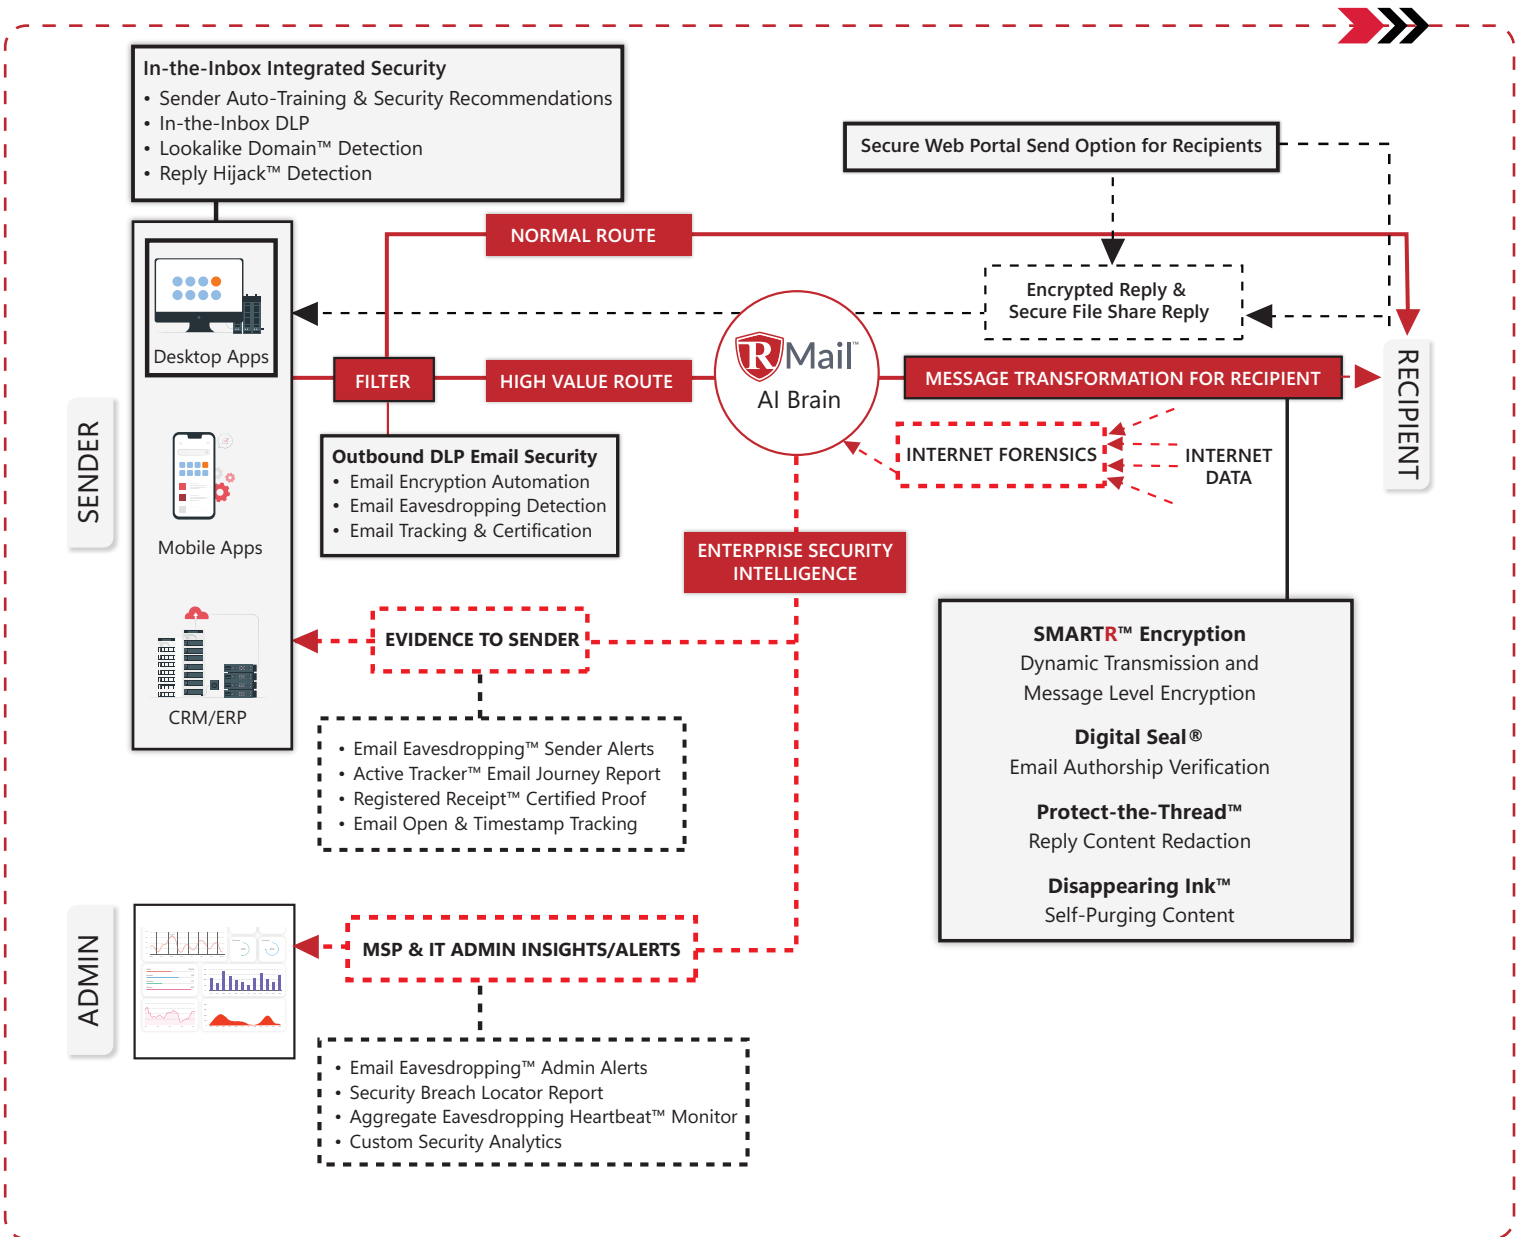 In-the-Inbox Integrated Security
• Sender Auto-Training & Security Recommendations
• In-the-Inbox DLP
• Lookalike Domain™ Detection
• Reply Hijack™ Detection
Secure Web Portal Send Option for Recipients
NORMAL ROUTE
Encrypted Reply &
Secure File Share Reply
Desktop Apps
FILTER
HIGH VALUE ROUTE
RMail™
AI Brain
MESSAGE TRANSFORMATION FOR RECIPIENT
RECIPIENT
SENDER
Outbound DLP Email Security
• Email Encryption Automation
• Email Eavesdropping Detection
• Email Tracking & Certification
INTERNET FORENSICS
INTERNET
DATA
Mobile Apps
ENTERPRISE SECURITY
INTELLIGENCE
EVIDENCE TO SENDER
CRM/ERP
• Email Eavesdropping™ Sender Alerts
• Active Tracker™ Email Journey Report
• Registered Receipt™ Certified Proof
• Email Open & Timestamp Tracking
SMARTR™ Encryption
Dynamic Transmission and
Message Level Encryption
Digital Seal®
Email Authorship Verification
Protect-the-Thread™
Reply Content Redaction
Disappearing Ink™
Self-Purging Content
ADMIN
MSP & IT ADMIN INSIGHTS/ALERTS
• Email Eavesdropping™ Admin Alerts
• Security Breach Locator Report
• Aggregate Eavesdropping Heartbeat™ Monitor
• Custom Security Analytics